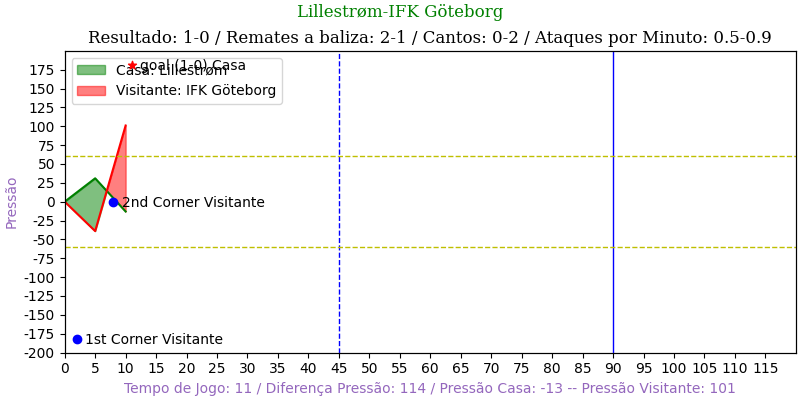 Lillestrøm-IFK Göteborg
Resultado: 1-0 / Remates a baliza: 2-1 / Cantos: 0-2 / Ataques por Minuto: 0.5-0.9
goal (1-0) Casa
Casa: Lillestrøm
Visitante: IFK Göteborg
2nd Corner Visitante
1st Corner Visitante
Pressão
175
150
125
100
75
50
25
0
-25
-50
-75
-100
-125
-150
-175
-200
0 5 10 15 20 25 30 35 40 45 50 55 60 65 70 75 80 85 90 95 100 105 110 115
Tempo de Jogo: 11 / Diferença Pressão: 114 / Pressão Casa: -13 -- Pressão Visitante: 101